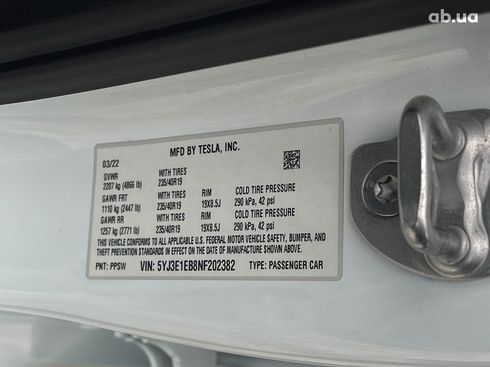 ab.ua
MFD BY TESLA, INC.
03/22
GVWR WITH TIRES
2207 kg (4866 lb) 235/40R19
GAWR FRT WITH TIRES RIM COLD TIRE PRESSURE
1110 kg (2447 lb) 235/40R19 19X8.5J 290 kPa, 42 psi
GAWR RR WITH TIRES RIM COLD TIRE PRESSURE
1257 kg (2771 lb) 235/40R19 19X8.5J 290 kPa, 42 psi
THIS VEHICLE CONFORMS TO ALL APPLICABLE U.S. FEDERAL MOTOR VEHICLE SAFETY, BUMPER, AND
THEFT PREVENTION STANDARDS IN EFFECT ON THE DATE OF MANUFACTURE SHOWN ABOVE.
PNT: PPSW VIN: 5YJ3E1EB8NF202382 TYPE: PASSENGER CAR